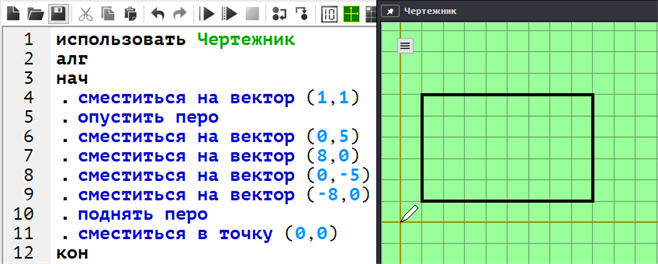 Чертежник
1 использовать Чертежник
2 алг
3 нач
4 . сместиться на вектор (1,1)
5 . опустить перо
6 . сместиться на вектор (0,5)
7 . сместиться на вектор (8,0)
8 . сместиться на вектор (0,-5)
9 . сместиться на вектор (-8,0)
10 . поднять перо
11 . сместиться в точку (0,0)
12 кон